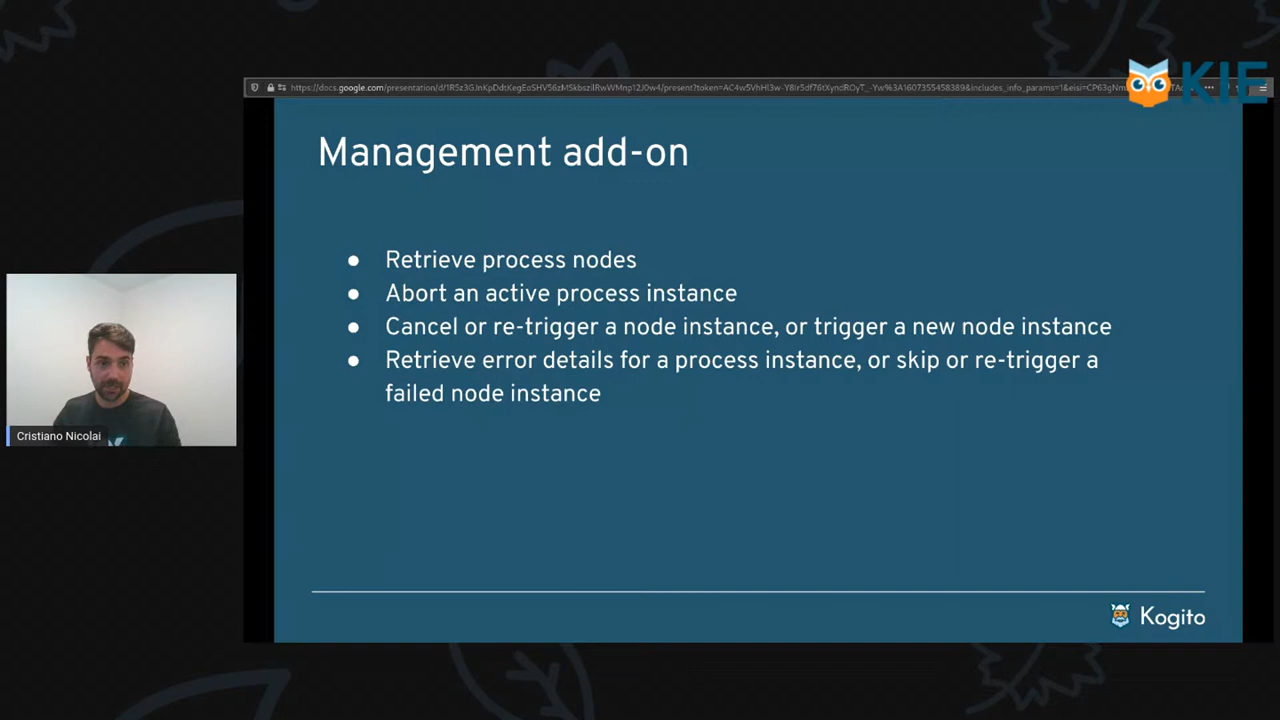 KIE
Management add-on
● Retrieve process nodes
● Abort an active process instance
● Cancel or re-trigger a node instance, or trigger a new node instance
● Retrieve error details for a process instance, or skip or re-trigger a
failed node instance
Cristiano Nicolai
Kogito